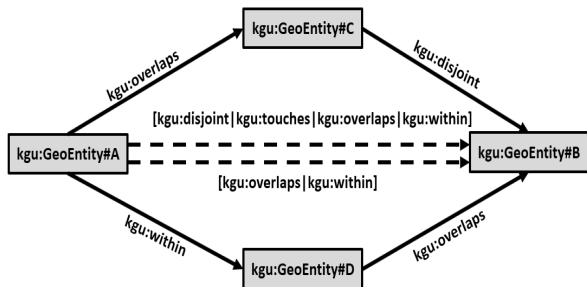 kgu:GeoEntity#C
kgu:overlaps
kgu:disjoint
[kgu:disjoint|kgu:touches|kgu:overlaps|kgu:within]
kgu:GeoEntity#A
kgu:GeoEntity#B
[kgu:overlaps|kgu:within]
kgu:within
kgu:overlaps
kgu:GeoEntity#D